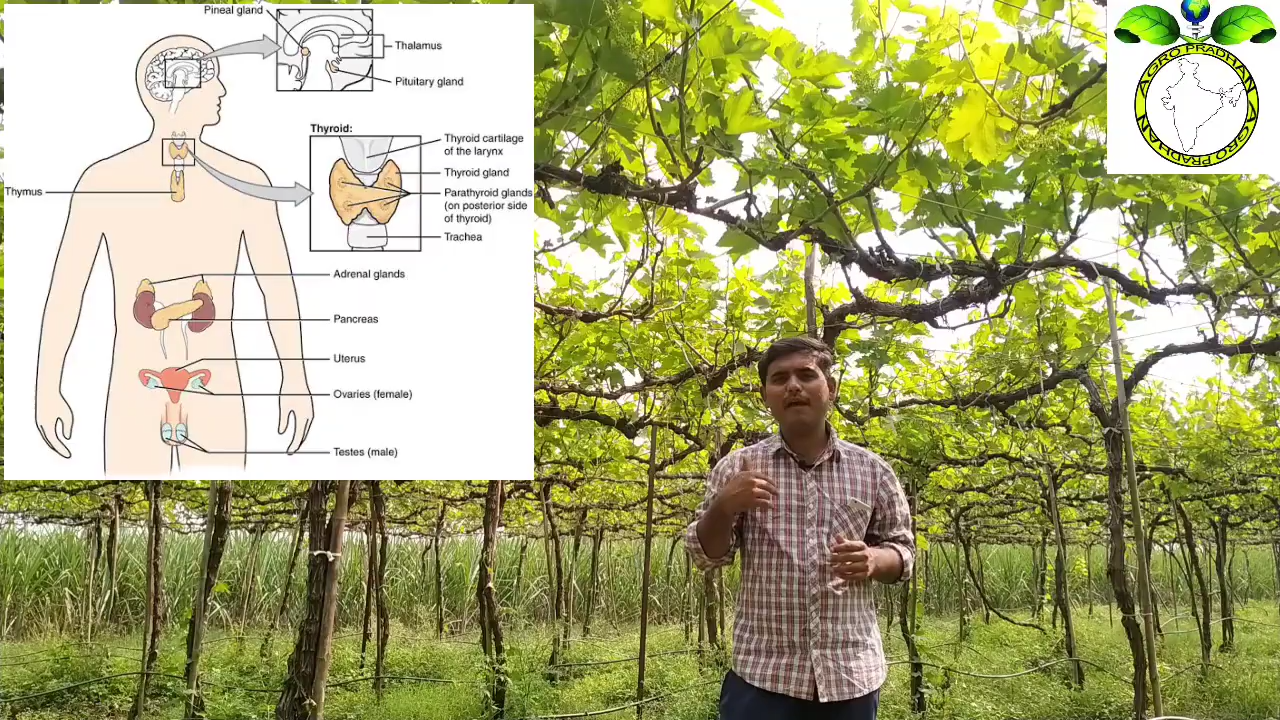 Pineal gland
Thalamus
Pituitary gland
Thyroid:
Thyroid cartilage
of the larynx
Thyroid gland
Parathyroid glands
(on posterior side
of thyroid)
Trachea
Thymus
Adrenal glands
Pancreas
Uterus
Ovaries (female)
Testes (male)
AGRO PRADHAN
AGRO PRADHAN